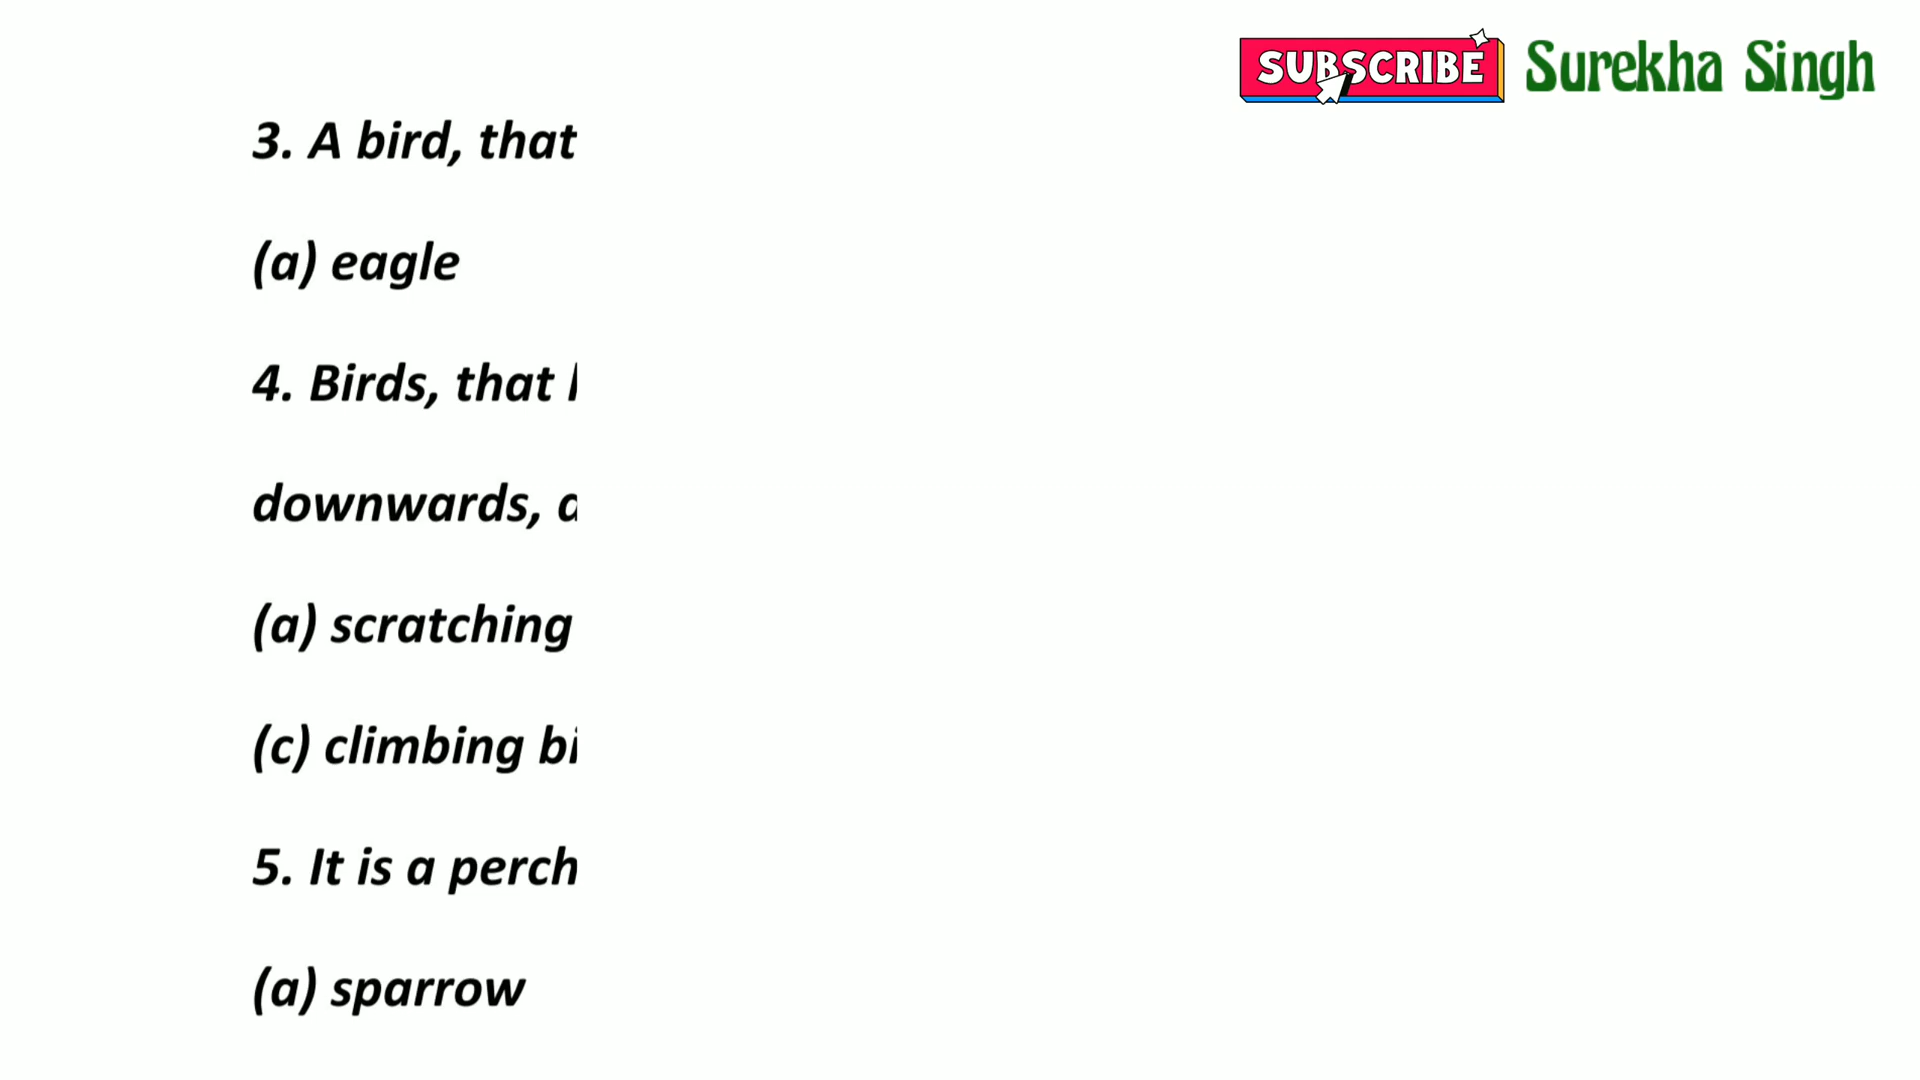 SUBSCRIBE Surekha Singh
3. A bird, that
(a) eagle
4. Birds, that
downwards,
(a) scratching
(c) climbing
5. It is a perch
(a) sparrow